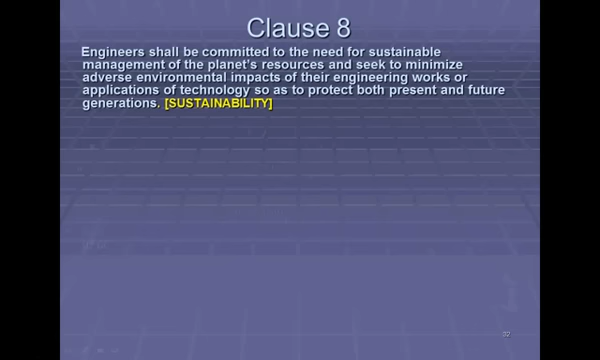 Clause 8
Engineers shall be committed to the need for sustainable
management of the planet's resources and seek to minimize
adverse environmental impacts of their engineering works or
applications of technology so as to protect both present and future
generations. [SUSTAINABILITY]